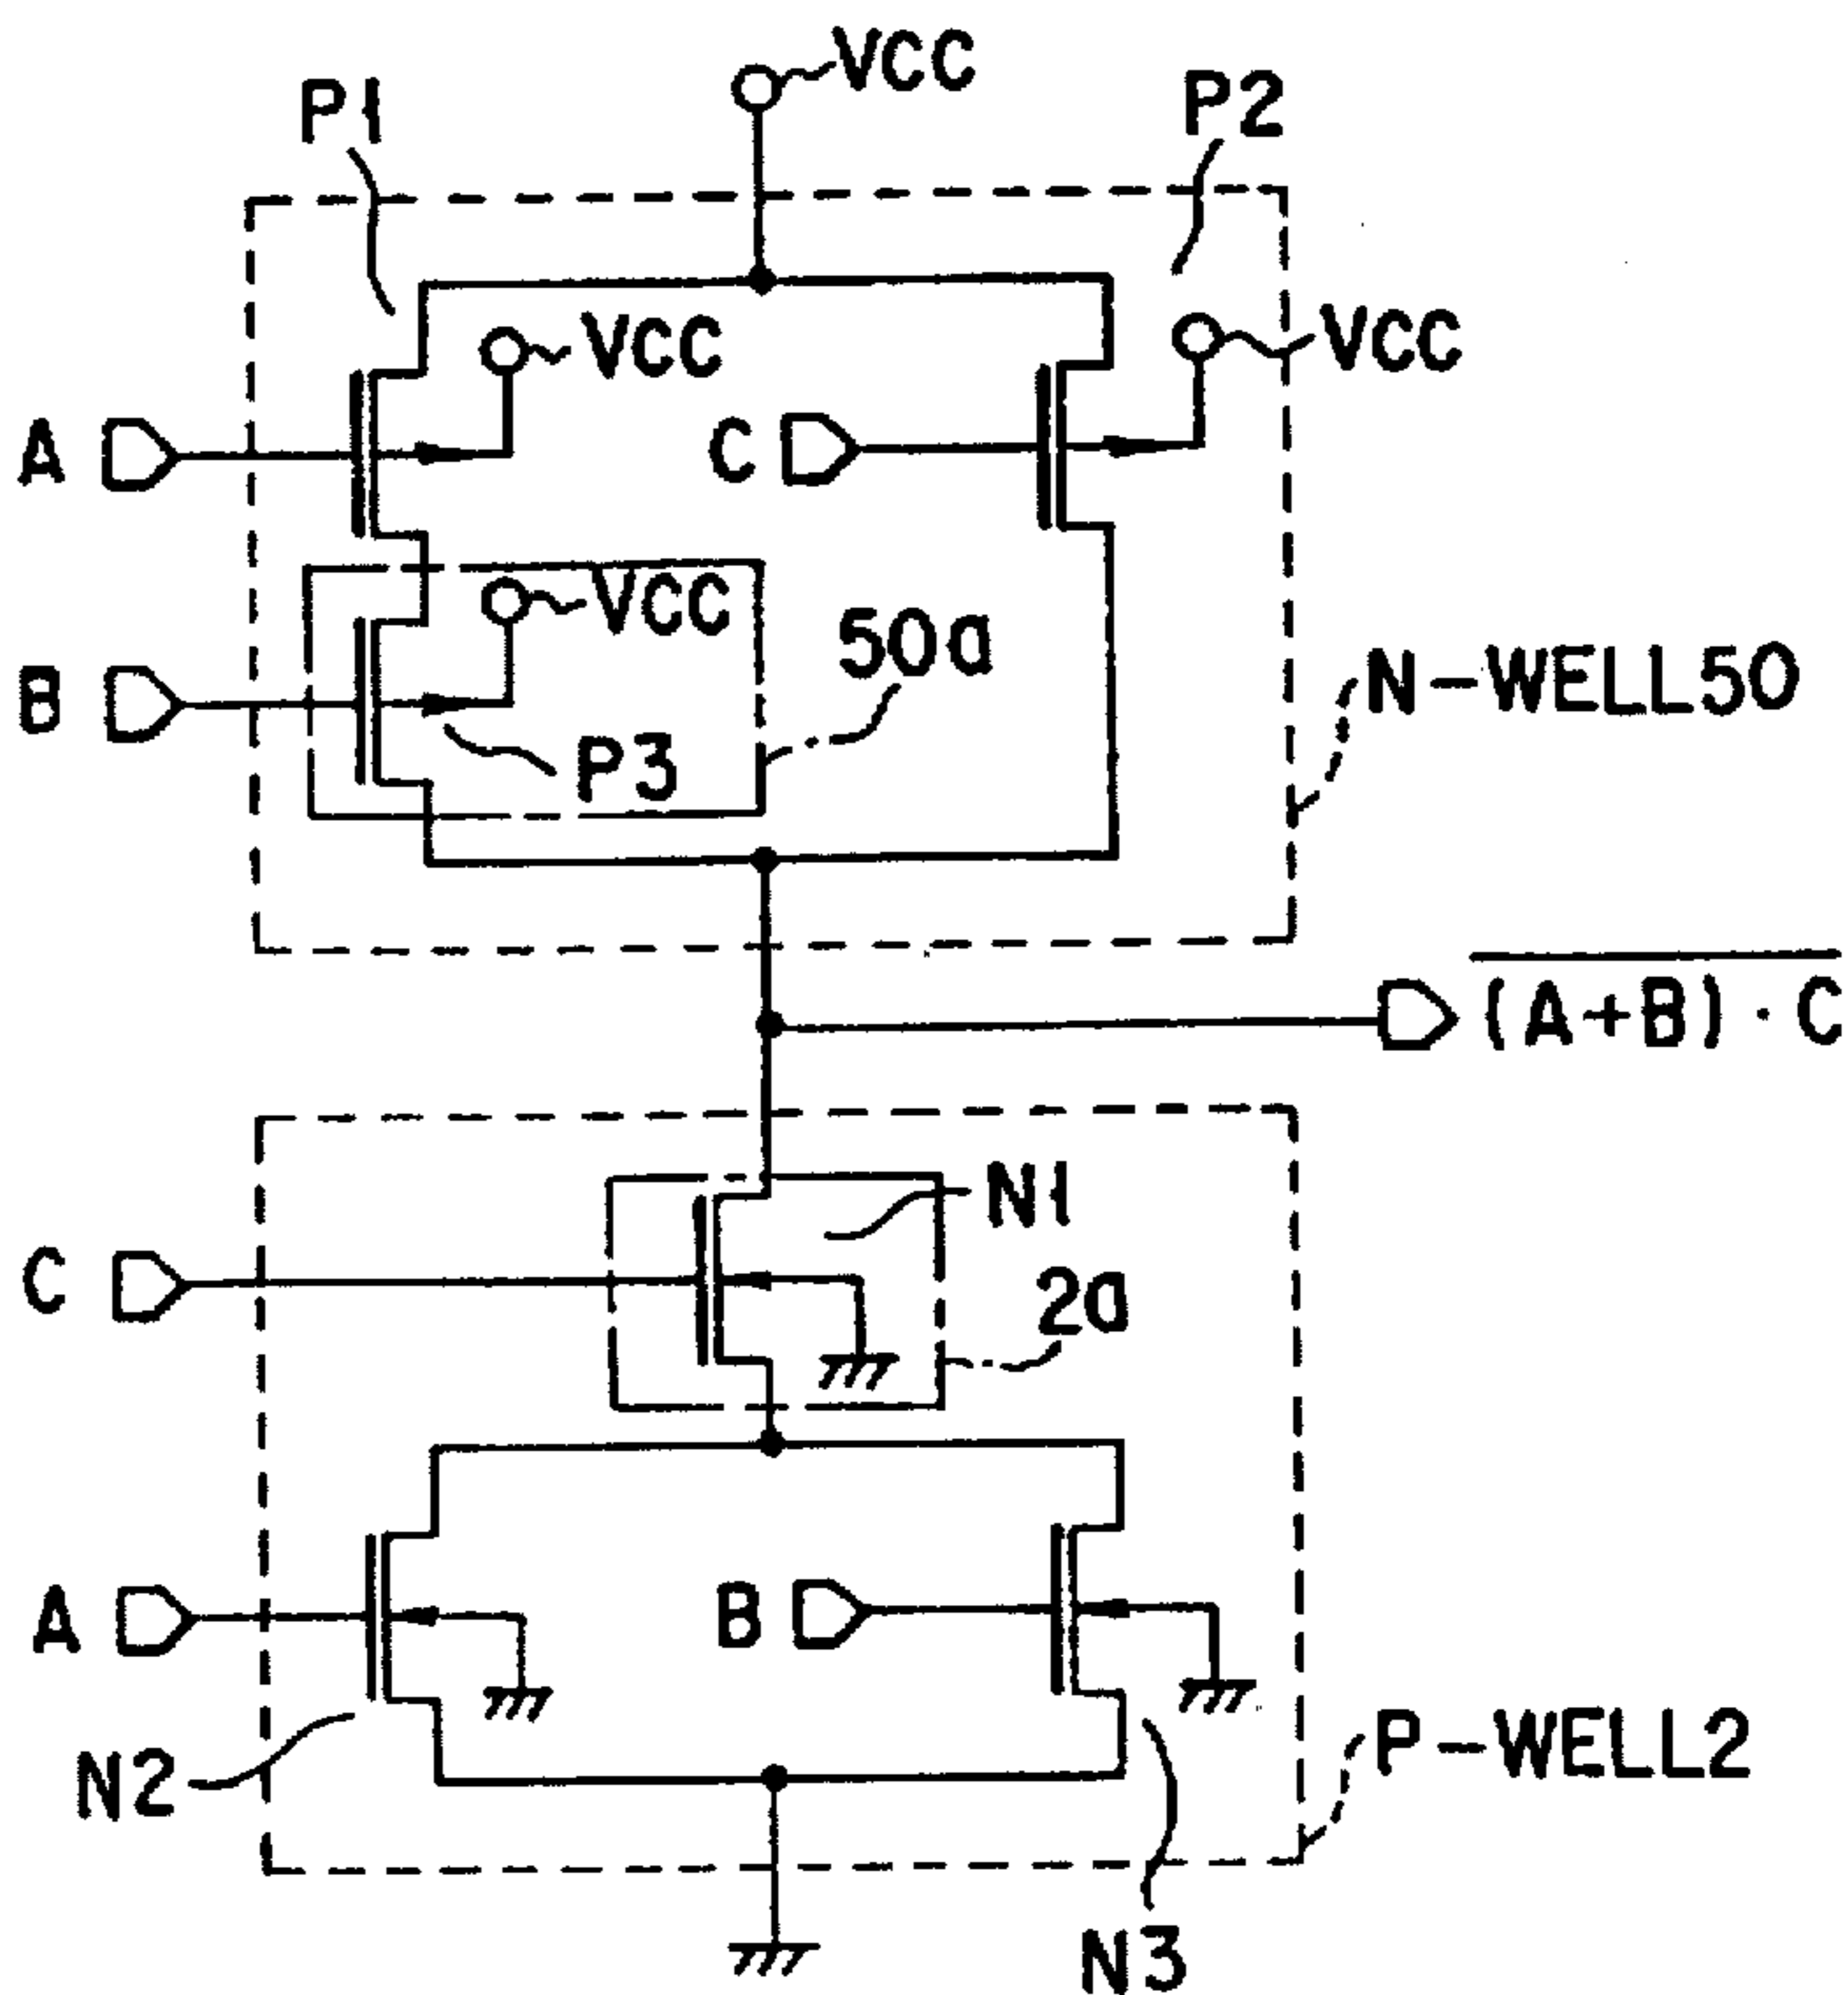 VCC
P1
P2
VCC
VCC
A
C
VCC
50a
B
N-WELL50
P3
(A+B)·C
N1
C
2a
A
B
P-WELL2
N2
N3